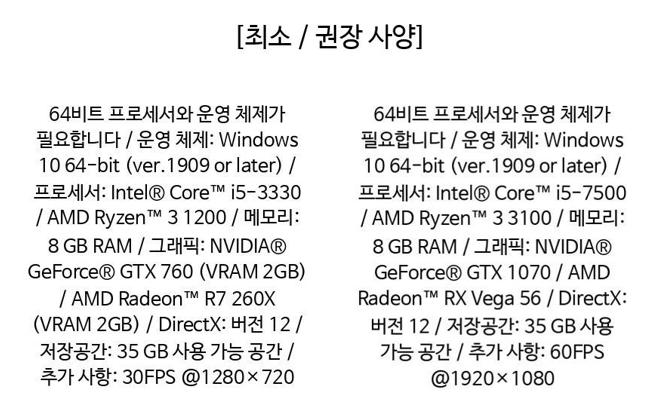 [최소 / 권장 사양]
64비트 프로세서와 운영 체제가
필요합니다 / 운영 체제: Windows
10 64-bit (ver.1909 or later) /
프로세서: Intel® Core™ i5-3330
/ AMD Ryzen™ 3 1200 / 메모리:
8 GB RAM / 그래픽: NVIDIA®
GeForce® GTX 760 (VRAM 2GB)
/ AMD Radeon™ R7 260X
(VRAM 2GB) / DirectX: 버전 12 /
저장공간: 35 GB 사용 가능 공간 /
추가 사항: 30FPS @1280×720
64비트 프로세서와 운영 체제가
필요합니다 / 운영 체제: Windows
10 64-bit (ver.1909 or later) /
프로세서: Intel® Core™ i5-7500
/ AMD Ryzen™ 3 3100 / 메모리:
8 GB RAM / 그래픽: NVIDIA®
GeForce® GTX 1070 / AMD
Radeon™ RX Vega 56 / DirectX:
버전 12 / 저장공간: 35 GB 사용
가능 공간 / 추가 사항: 60FPS
@1920×1080